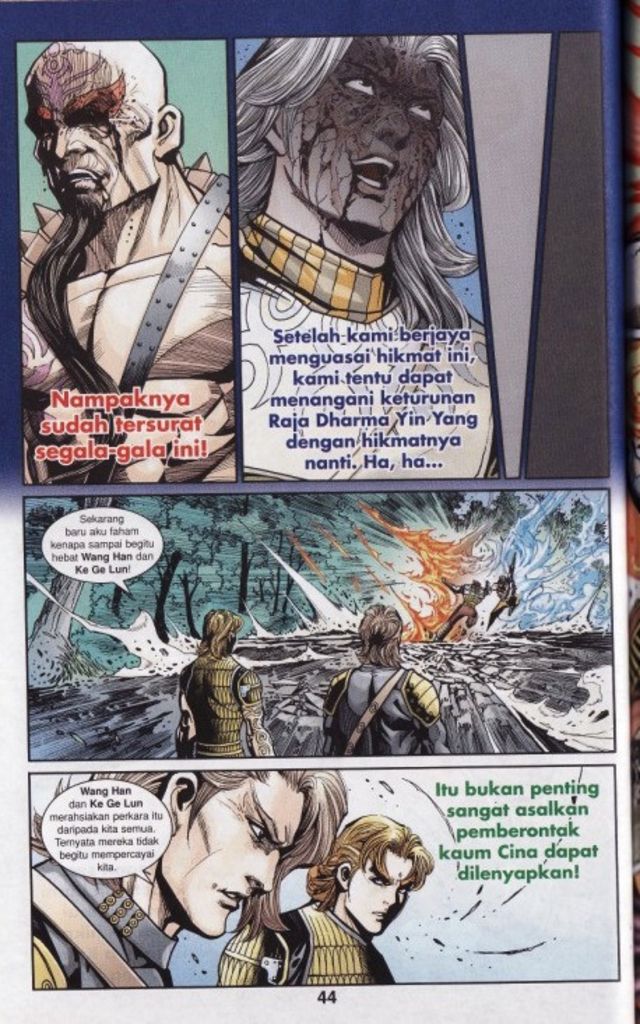 Nampaknya
sudah tersurat
segala-gala ini!
Setelah kami berjaya
menguasai hikmat ini,
kami tentu dapat
menangani keturunan
Raja Dharma Yin Yang
dengan hikmatnya
nanti. Ha, ha...
Sekarang
baru aku faham
kenapa sampai begitu
hebat Wang Han dan
Ke Ge Lun!
Wang Han
dan Ke Ge Lun
merahsiakan perkara itu
daripada kita semua.
Ternyata mereka tidak
begitu mempercayai
kita.
Itu bukan penting
sangat asalkan
pemberontak
kaum Cina dapat
dilenyapkan!
44